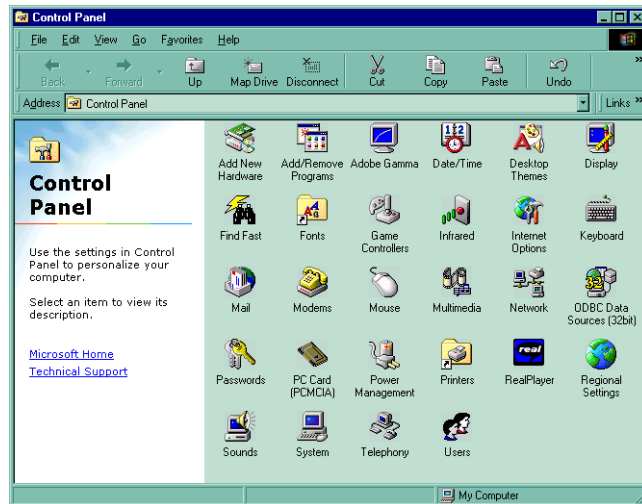 Control Panel
File Edit View Go Favorites Help
Back Forward Up Map Drive Disconnect Cut Copy Paste Undo »
Address Control Panel Links »
Control
Panel
Use the settings in Control
Panel to personalize your
computer.
Select an item to view its
description.
Microsoft Home
Technical Support
Add New
Hardware
Add/Remove
Programs
Adobe Gamma
Date/Time
Desktop
Themes
Display
Find Fast
Fonts
Game
Controllers
Infrared
Internet
Options
Keyboard
Mail
Modems
Mouse
Multimedia
Network
32
ODBC Data
Sources (32bit)
Passwords
PC Card
(PCMCIA)
Power
Management
Printers
real
RealPlayer
Regional
Settings
Sounds
System
Telephony
Users
My Computer